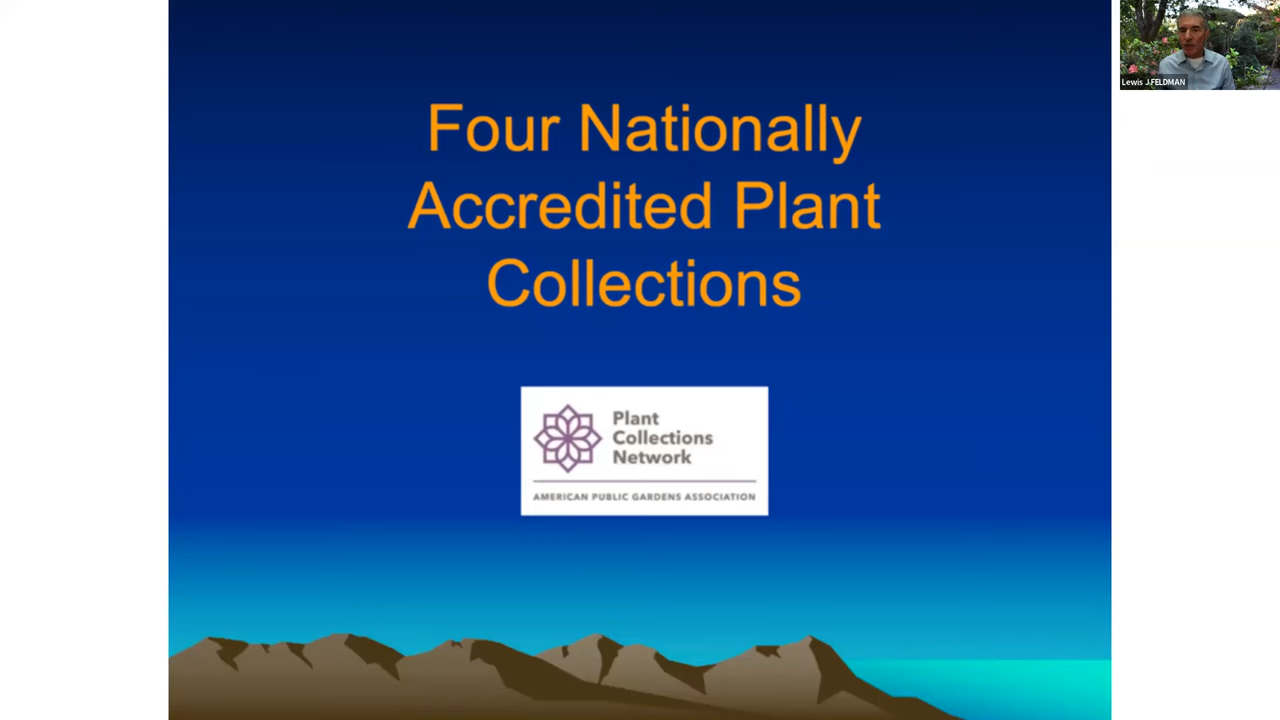 Four Nationally
Accredited Plant
Collections
Plant
Collections
Network
AMERICAN PUBLIC GARDENS ASSOCIATION
Lewis J FELDMAN